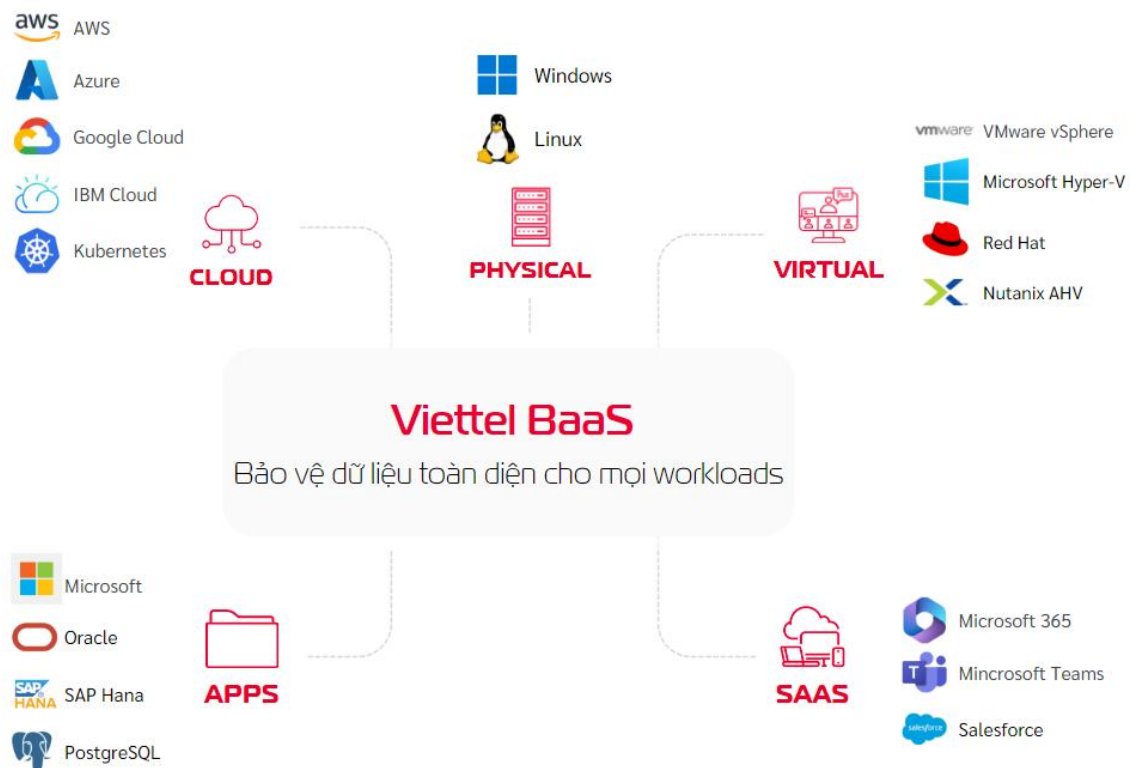 aws AWS
Azure
Google Cloud
IBM Cloud
Kubernetes
CLOUD
Windows
Linux
PHYSICAL
vmware VMware vSphere
Microsoft Hyper-V
Red Hat
Nutanix AHV
VIRTUAL
Viettel BaaS
Bảo vệ dữ liệu toàn diện cho mọi workloads
Microsoft
Oracle
SAP HANA SAP Hana
PostgreSQL
APPS
SAAS
Microsoft 365
T Mincrosoft Teams
salesforce Salesforce